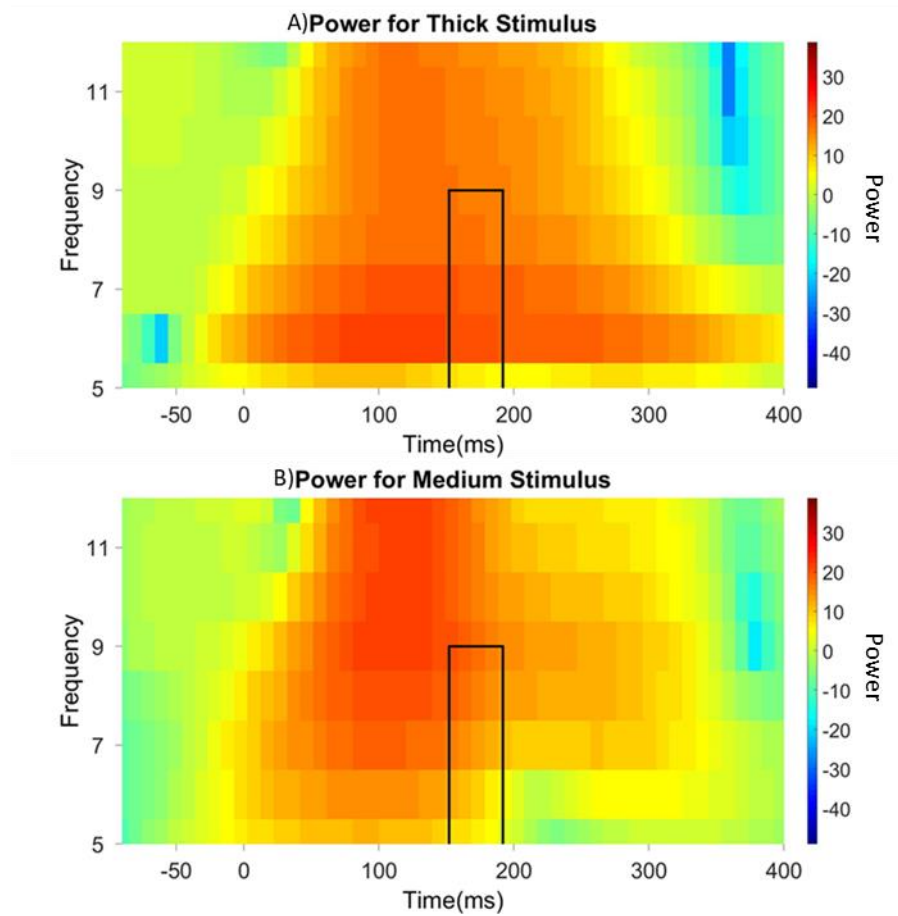 A)Power for Thick Stimulus
11
9
7
5
Frequency
-50 0 100 200 300 400
Time(ms)
30
20
10
0
-10
-20
-30
-40
Power
B)Power for Medium Stimulus
11
9
7
5
Frequency
-50 0 100 200 300 400
Time(ms)
30
20
10
0
-10
-20
-30
-40
Power